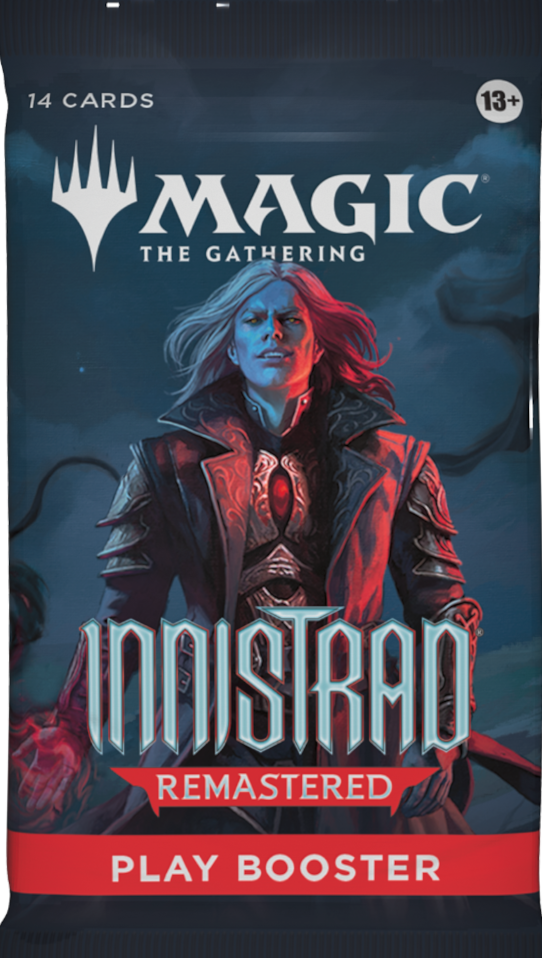 14 CARDS
13+
MAGIC®
THE GATHERING
INNISTRAD®
REMASTERED
PLAY BOOSTER